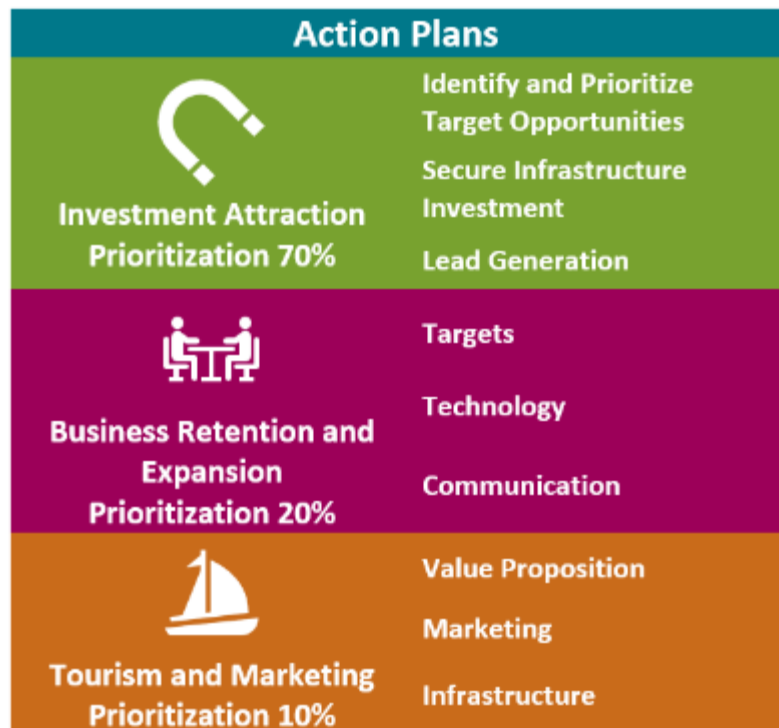 Action Plans
Investment Attraction
Prioritization 70%
Identify and Prioritize
Target Opportunities
Secure Infrastructure
Investment
Lead Generation
Business Retention and
Expansion
Prioritization 20%
Targets
Technology
Communication
Tourism and Marketing
Prioritization 10%
Value Proposition
Marketing
Infrastructure